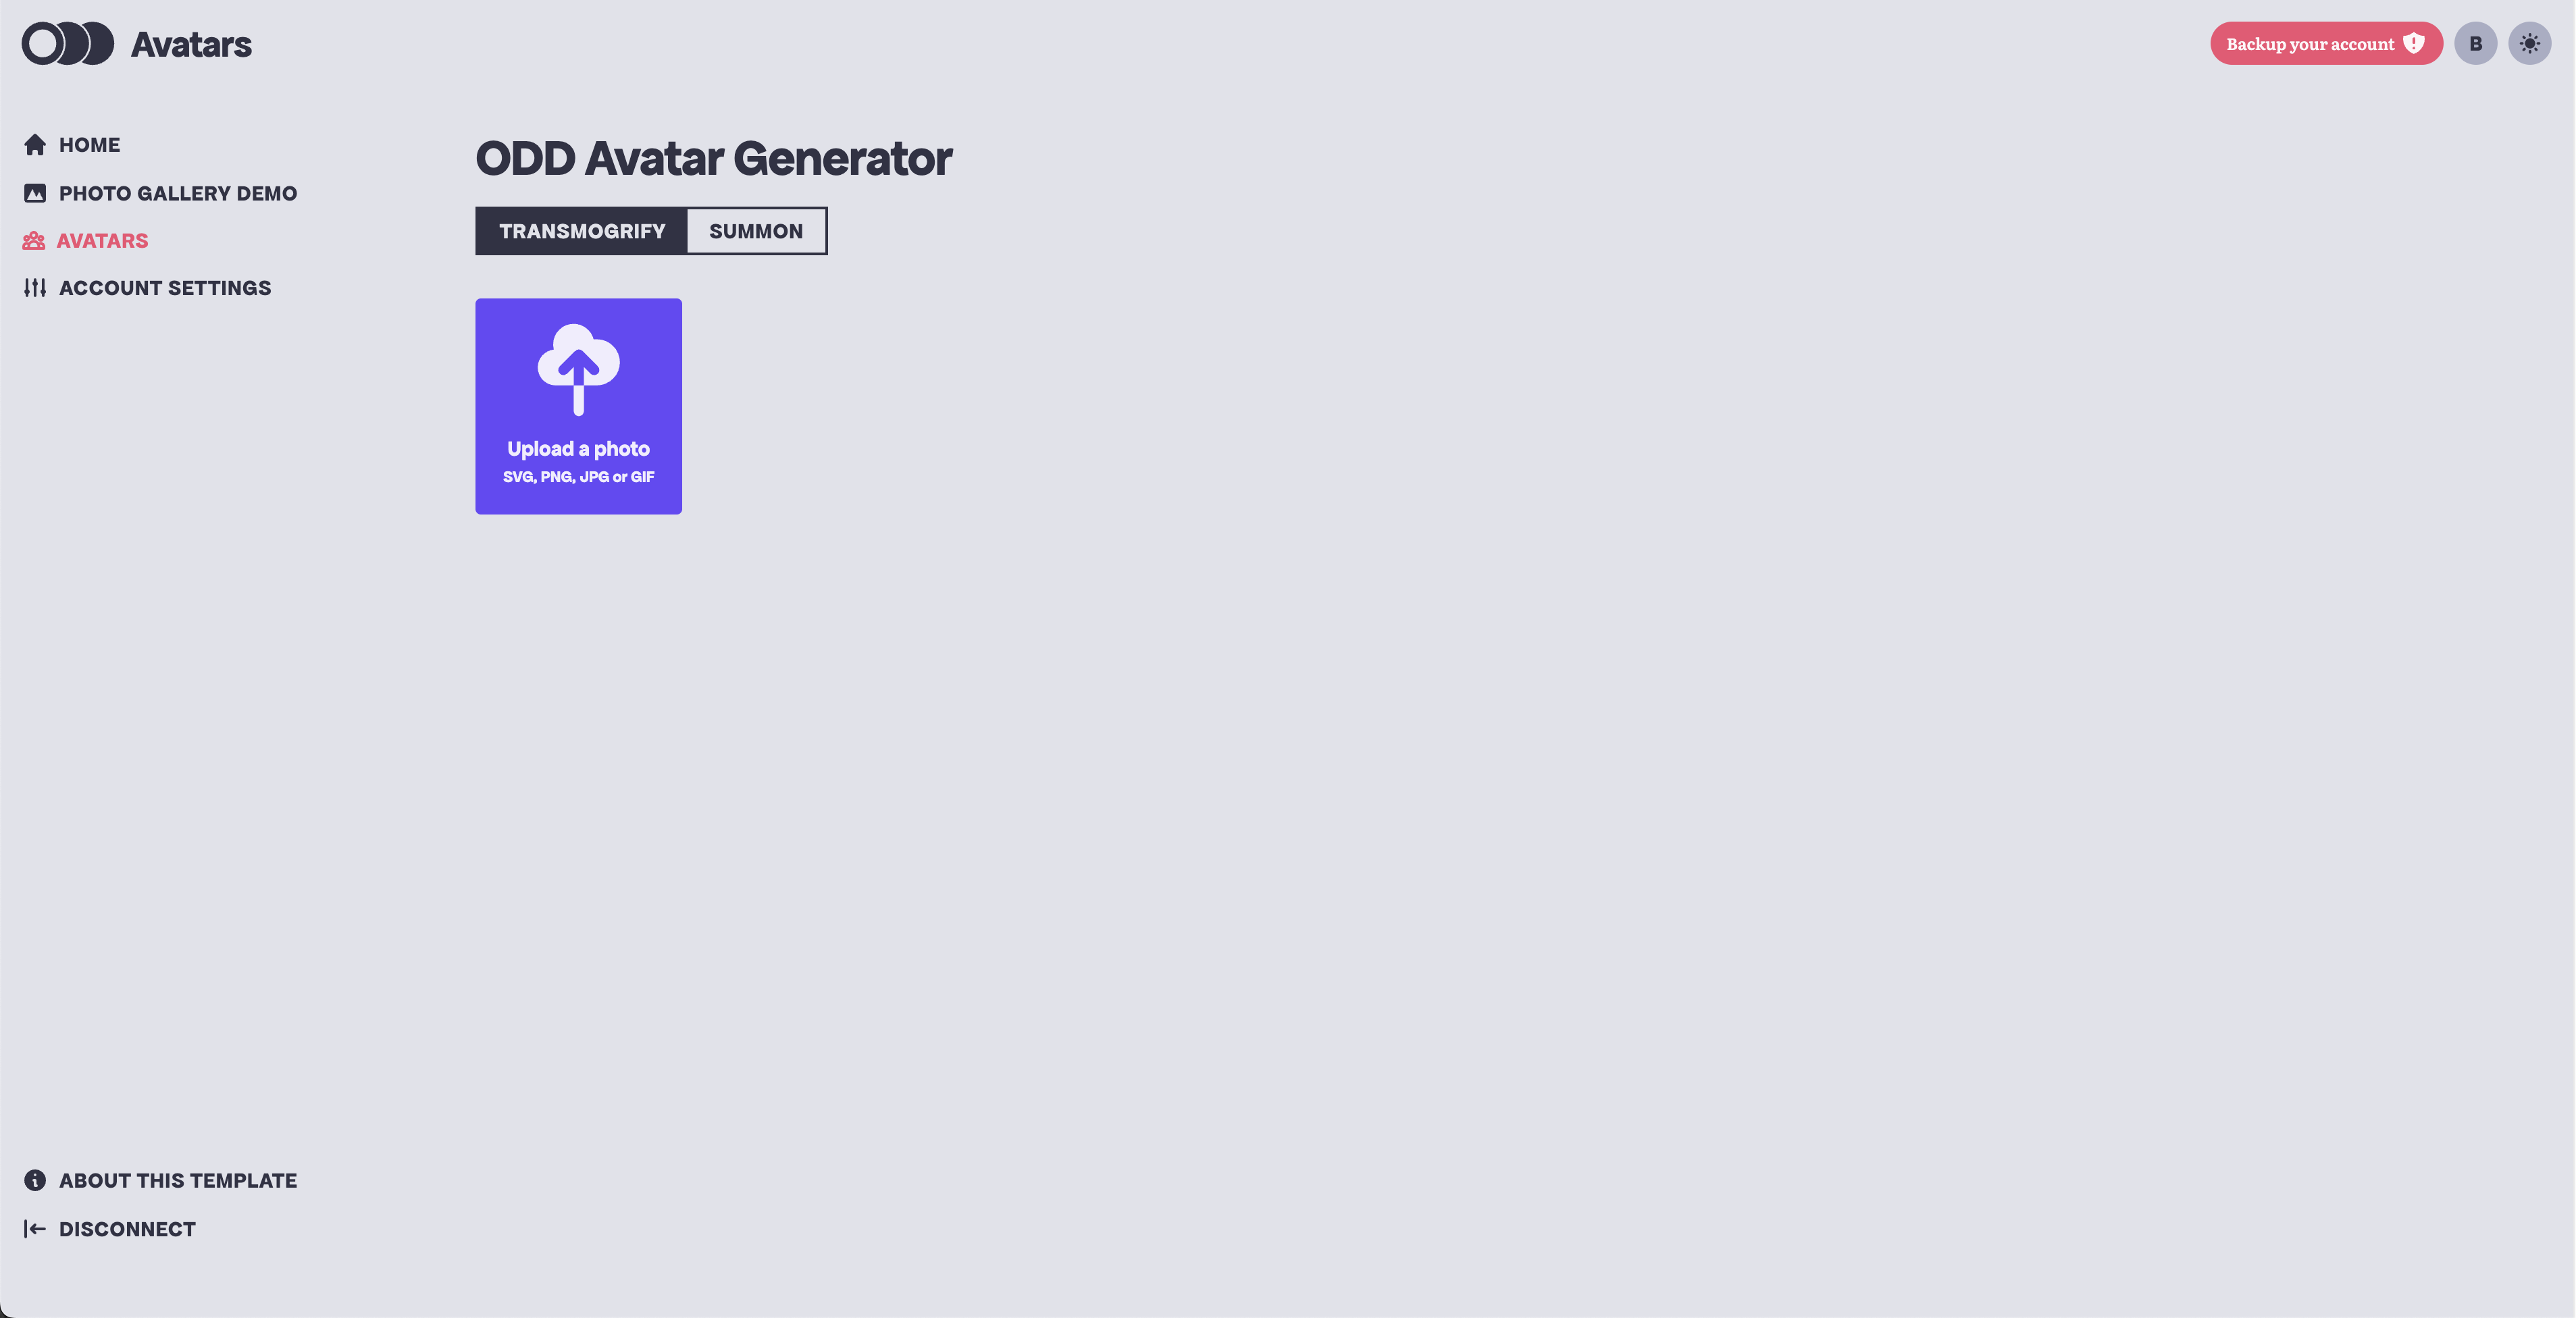 ODD Avatars
Backup your account
B
HOME
PHOTO GALLERY DEMO
AVATARS
ACCOUNT SETTINGS
ODD Avatar Generator
TRANSMOGRIFY
SUMMON
Upload a photo
SVG, PNG, JPG or GIF
ABOUT THIS TEMPLATE
DISCONNECT